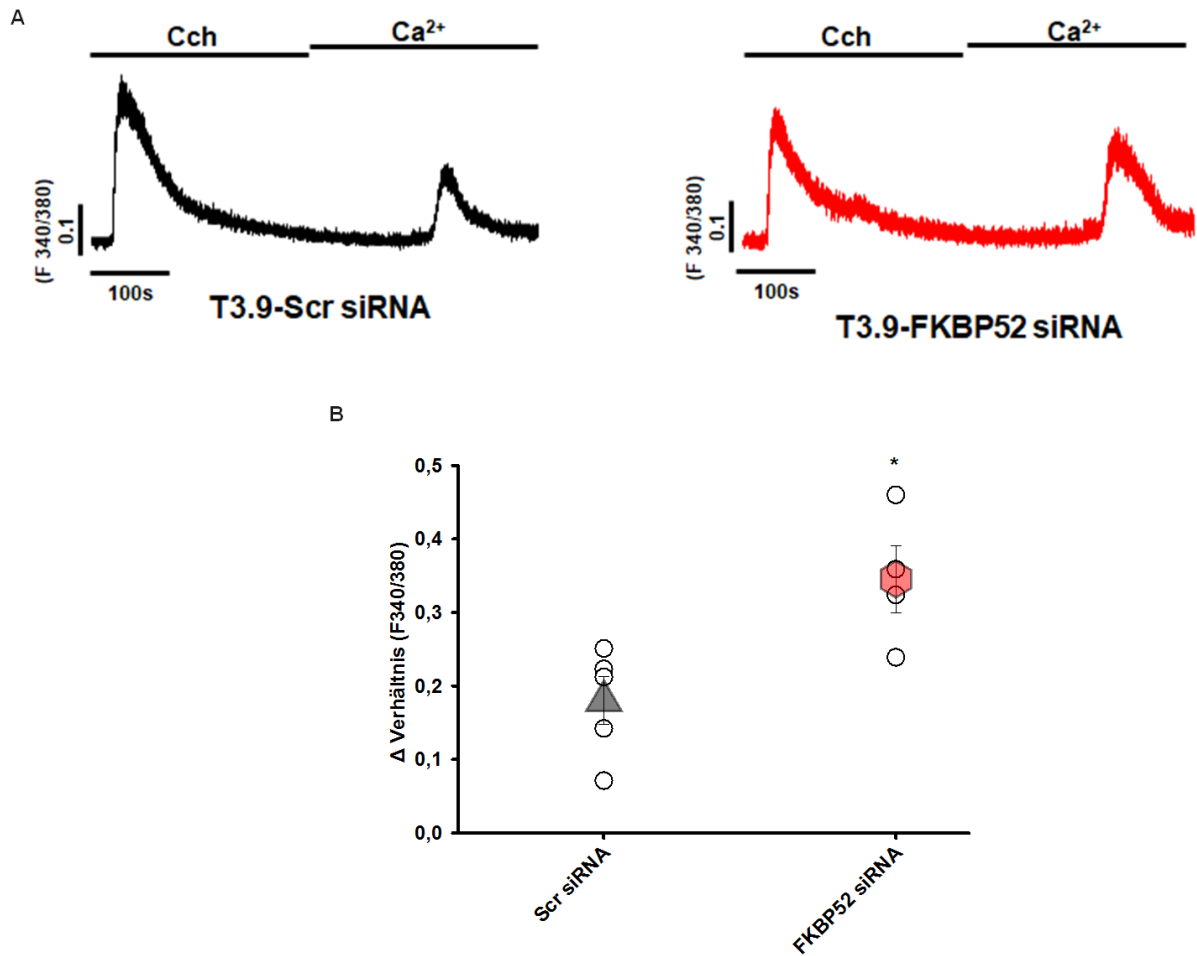 A
Cch
Ca²⁺
(F 340/380)
0.1
100s
T3.9-Scr siRNA
Cch
Ca²⁺
(F 340/380)
0.1
100s
T3.9-FKBP52 siRNA
B
Δ Verhältnis (F340/380)
0,5
0,4
0,3
0,2
0,1
0,0
*
Scr siRNA
FKBP52 siRNA